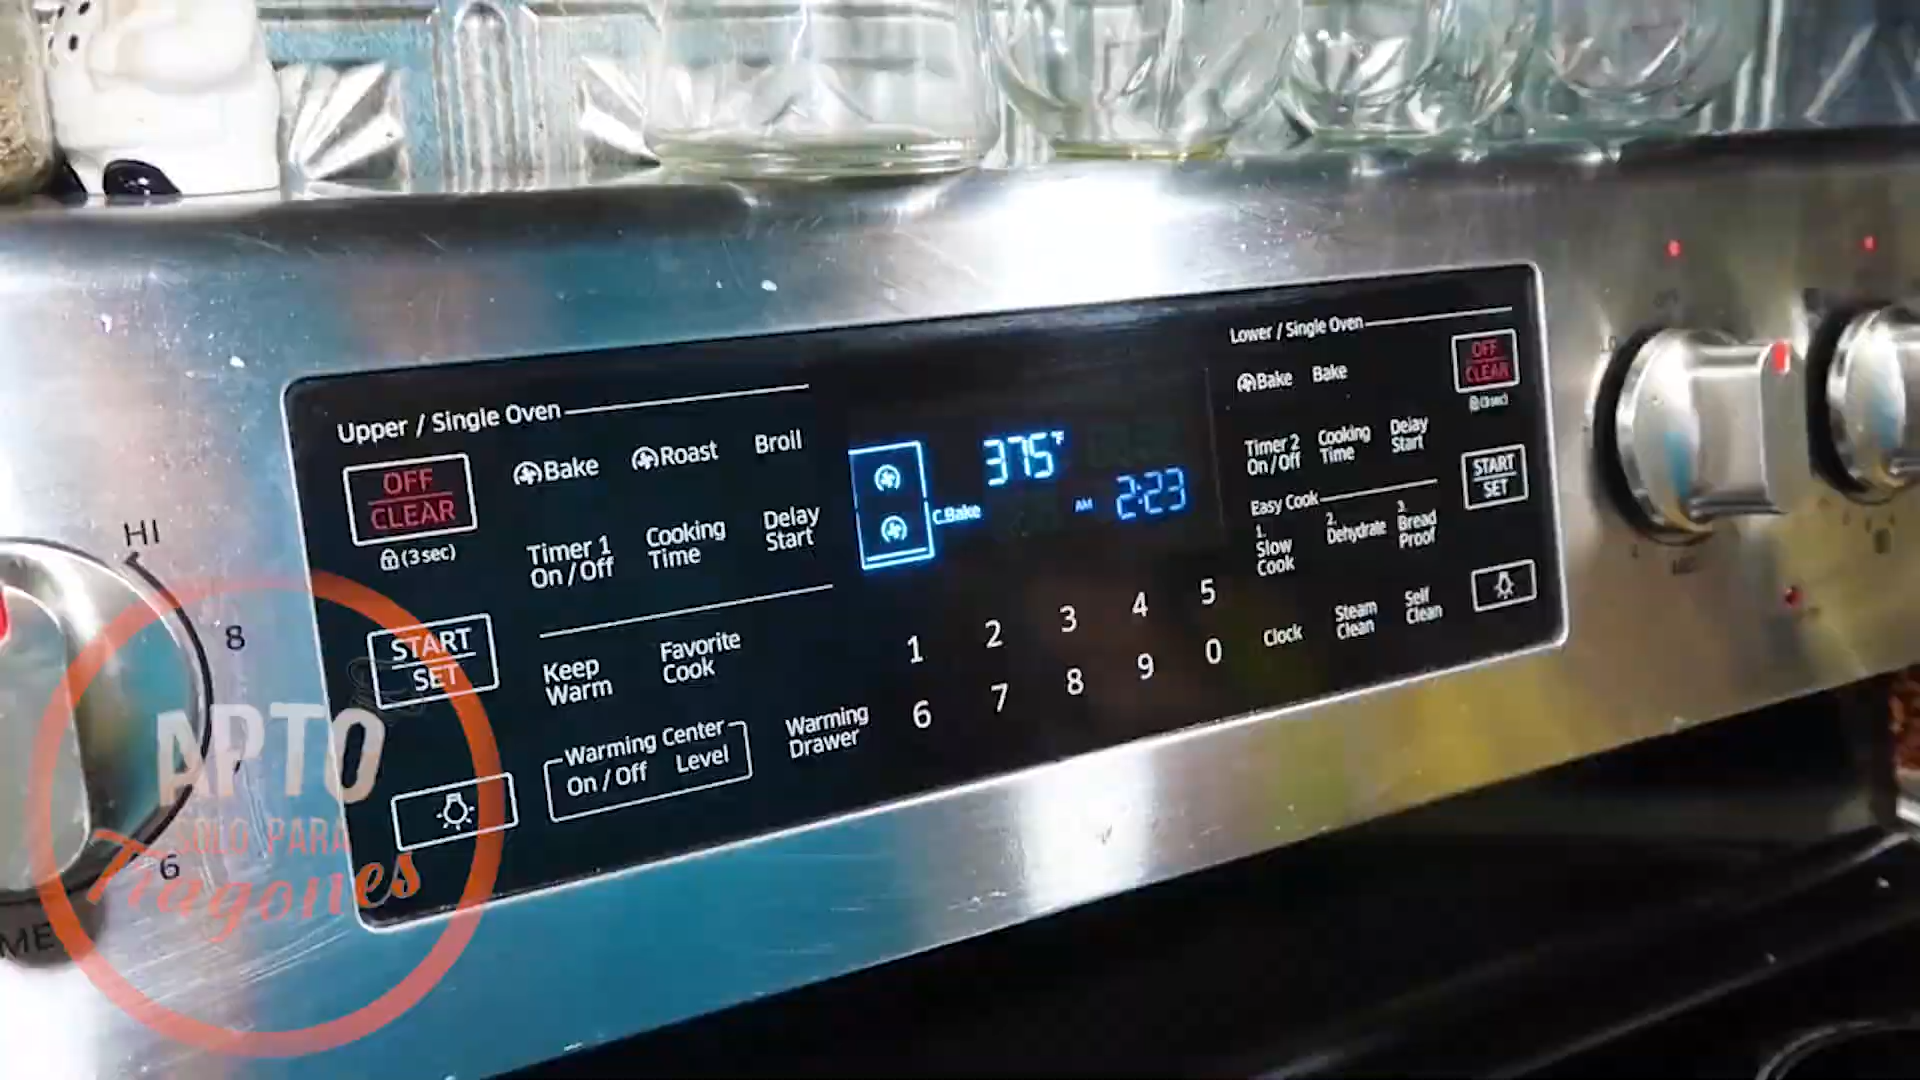 Upper / Single Oven
OFF
CLEAR
(3 sec)
Bake
Roast
Broil
Timer 1
On / Off
Cooking
Time
Delay
Start
START
SET
Keep
Warm
Favorite
Cook
Warming Center
On / Off
Level
Warming
Drawer
375°F
C.Bake
AM 2:23
1 2 3 4 5
6 7 8 9 0
Lower / Single Oven
Bake
Bake
OFF
CLEAR
(3 sec)
Timer 2
On / Off
Cooking
Time
Delay
Start
START
SET
Easy Cook
1.
Slow
Cook
2.
Dehydrate
3.
Bread
Proof
Clock
Steam
Clean
Self
Clean
HI
8
7
6
ME
APTO
SOLO PARA
Tragones